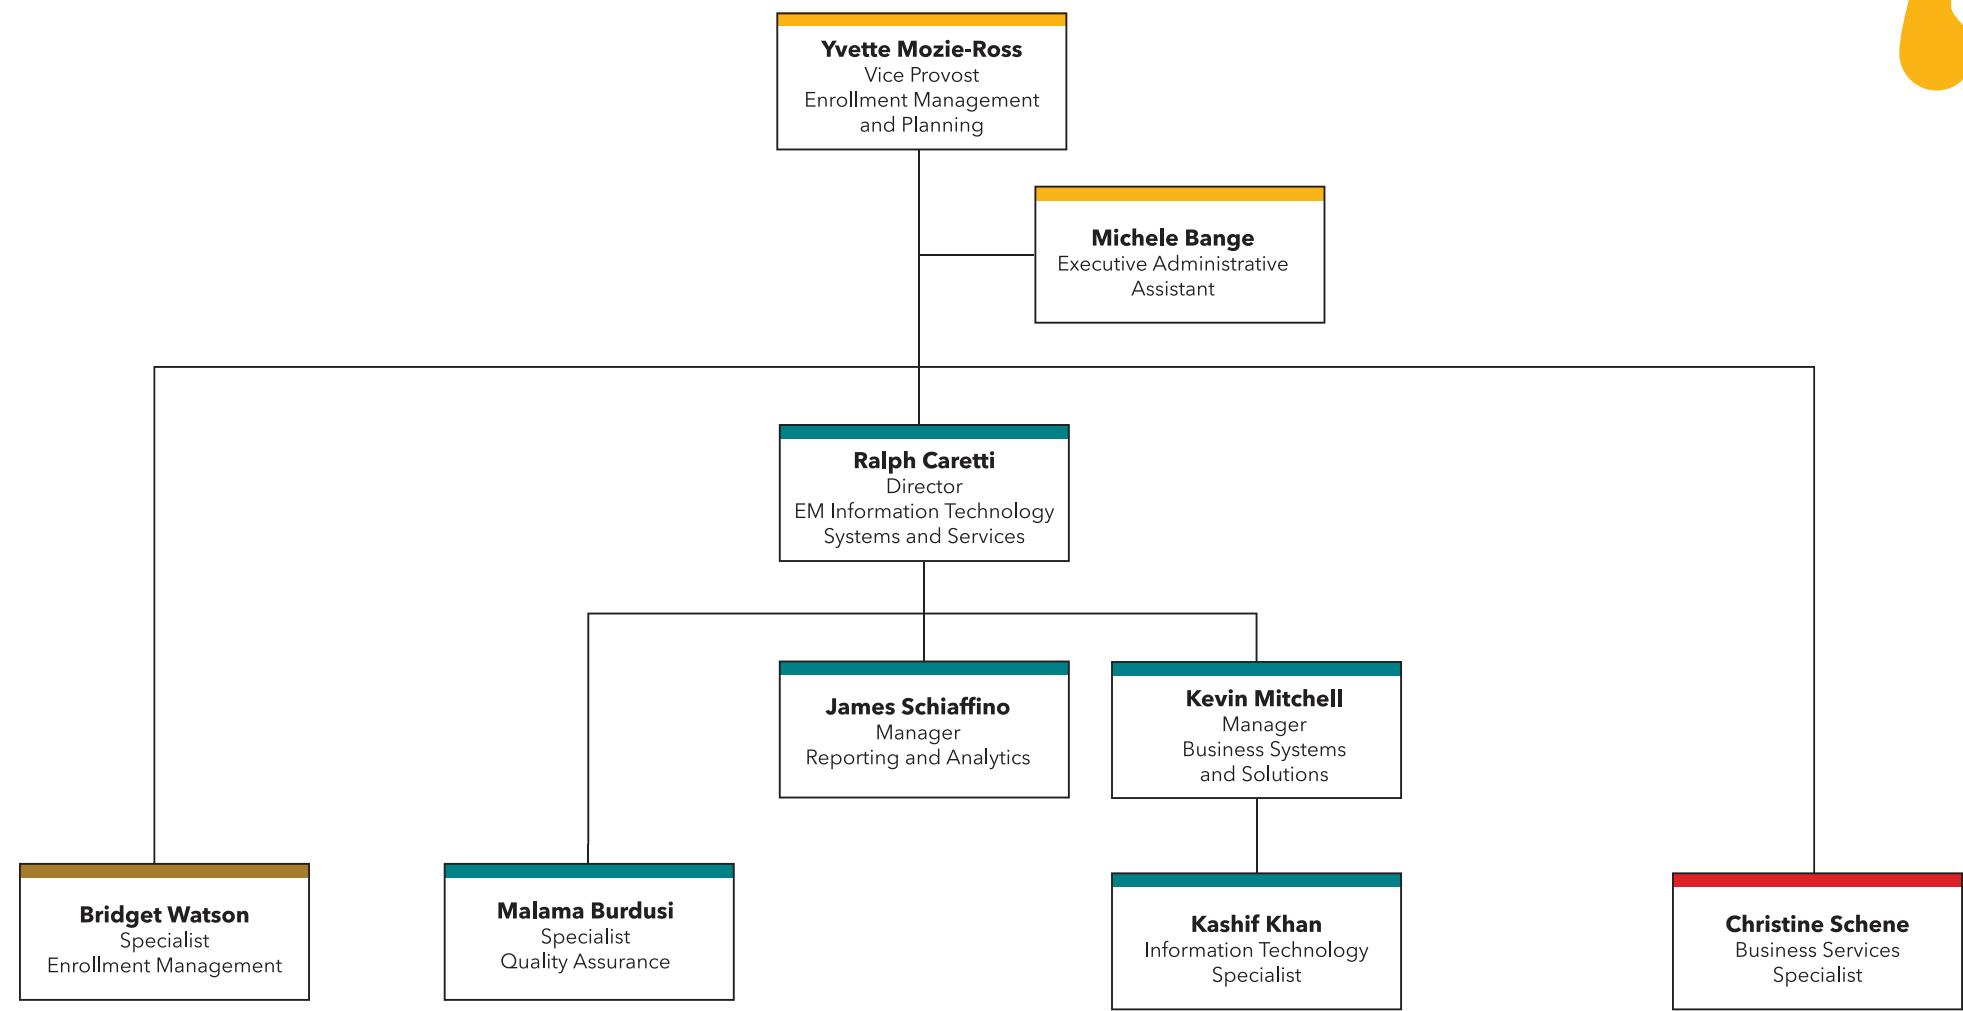 Yvette Mozie-Ross
Vice Provost
Enrollment Management
and Planning
Michele Bange
Executive Administrative
Assistant
Ralph Caretti
Director
EM Information Technology
Systems and Services
James Schiaffino
Manager
Reporting and Analytics
Kevin Mitchell
Manager
Business Systems
and Solutions
Bridget Watson
Specialist
Enrollment Management
Malama Burdusi
Specialist
Quality Assurance
Kashif Khan
Information Technology
Specialist
Christine Schene
Business Services
Specialist